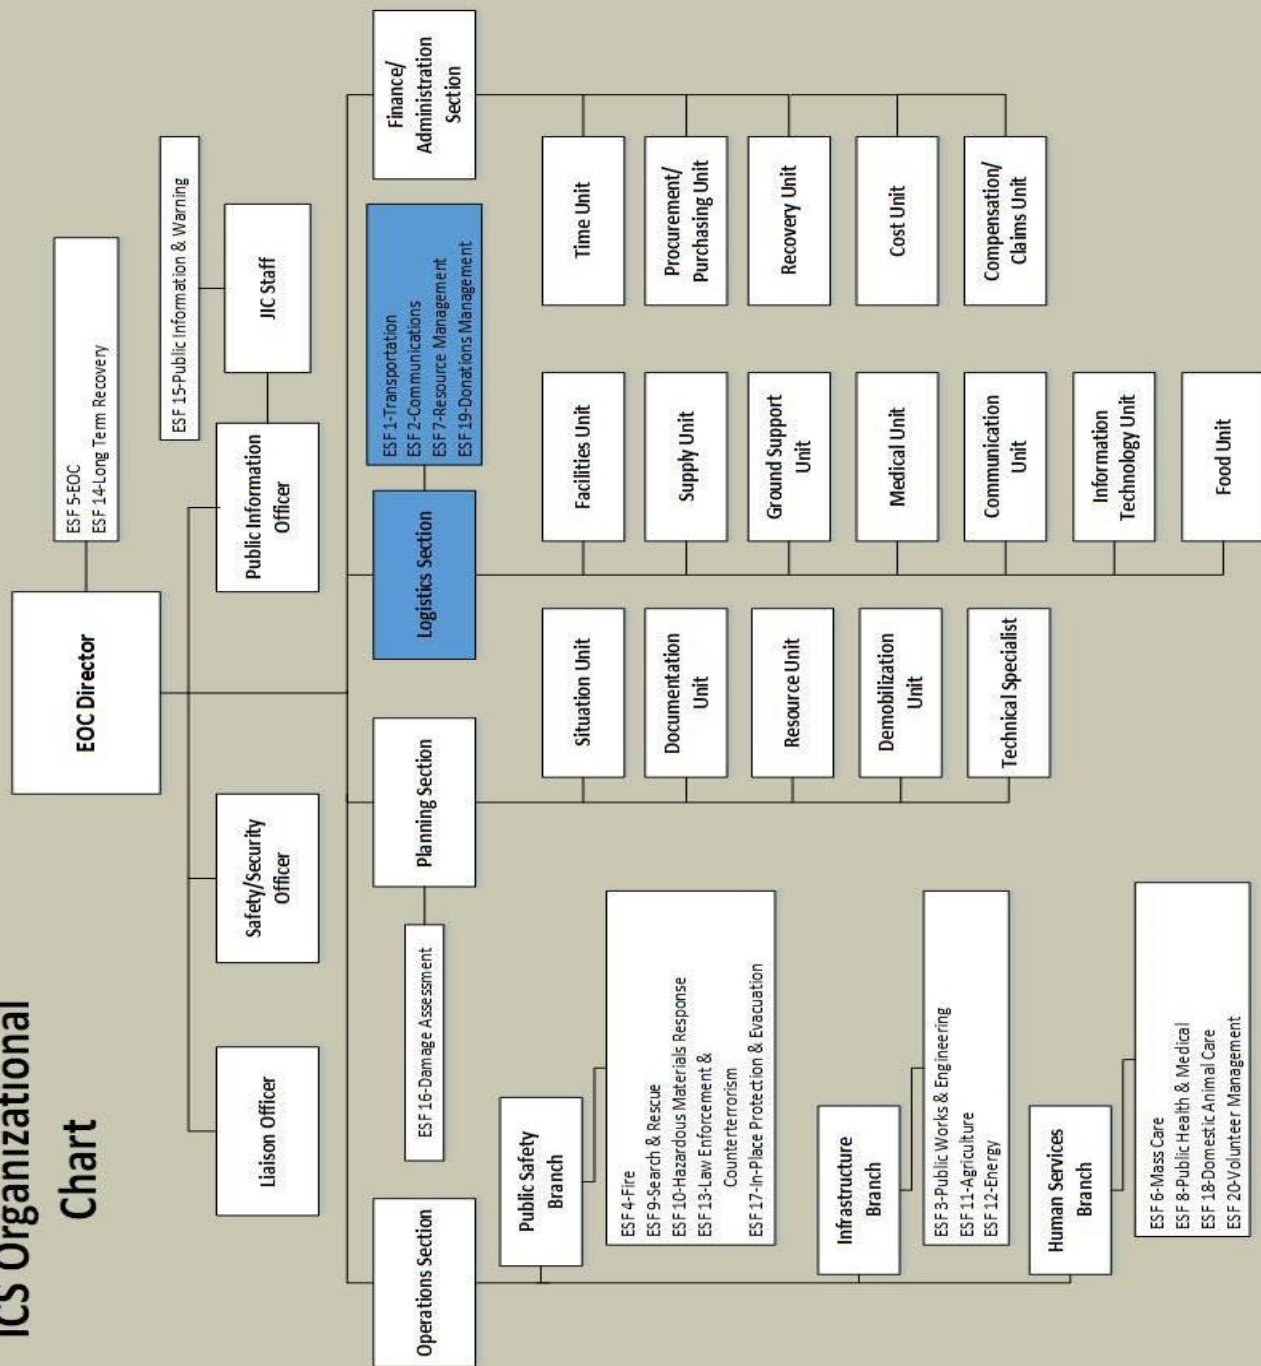 ICS Organizational
Chart
EOC Director
ESF 5-EOC
ESF 14-Long Term Recovery
Liaison Officer
Safety/Security
Officer
Public Information
Officer
JIC Staff
ESF 15-Public Information & Warning
Operations Section
ESF 16-Damage Assessment
Planning Section
Logistics Section
ESF 1-Transportation
ESF 2-Communications
ESF 7-Resource Management
ESF 19-Donations Management
Finance/
Administration
Section
Public Safety
Branch
ESF 4-Fire
ESF 9-Search & Rescue
ESF 10-Hazardous Materials Response
ESF 13-Law Enforcement &
Counterterrorism
ESF 17-In-Place Protection & Evacuation
Infrastructure
Branch
ESF 3-Public Works & Engineering
ESF 11-Agriculture
ESF 12-Energy
Human Services
Branch
ESF 6-Mass Care
ESF 8-Public Health & Medical
ESF 18-Domestic Animal Care
ESF 20-Volunteer Management
Situation Unit
Documentation
Unit
Resource Unit
Demobilization
Unit
Technical Specialist
Facilities Unit
Supply Unit
Ground Support
Unit
Medical Unit
Communication
Unit
Information
Technology Unit
Food Unit
Time Unit
Procurement/
Purchasing Unit
Recovery Unit
Cost Unit
Compensation/
Claims Unit